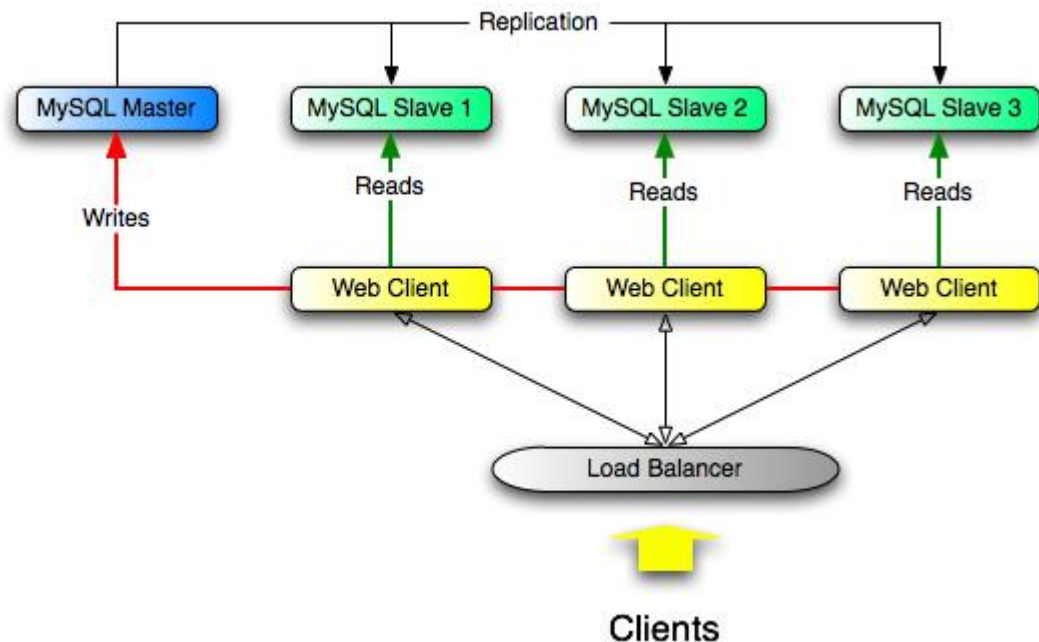 Replication
MySQL Master
MySQL Slave 1
MySQL Slave 2
MySQL Slave 3
Reads
Reads
Reads
Writes
Web Client
Web Client
Web Client
Load Balancer
Clients